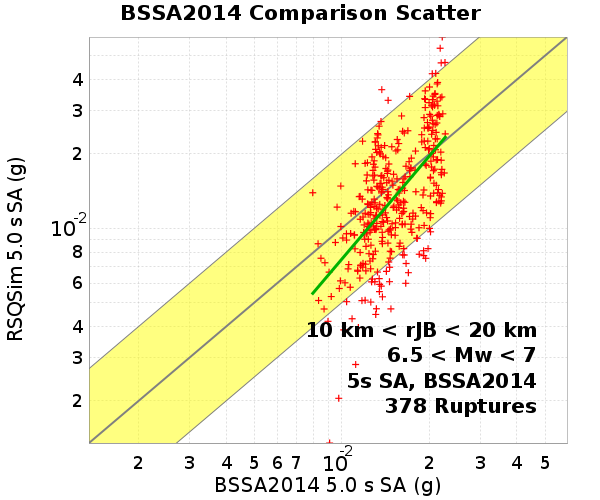 BSSA2014 Comparison Scatter
RSQSim 5.0 s SA (g)
4
3
2
10-2
8
6
4
3
2
10 km < rJB < 20 km
6.5 < Mw < 7
5s SA, BSSA2014
378 Ruptures
2 3 4 5 6 7 10-2 2 3 4 5
BSSA2014 5.0 s SA (g)